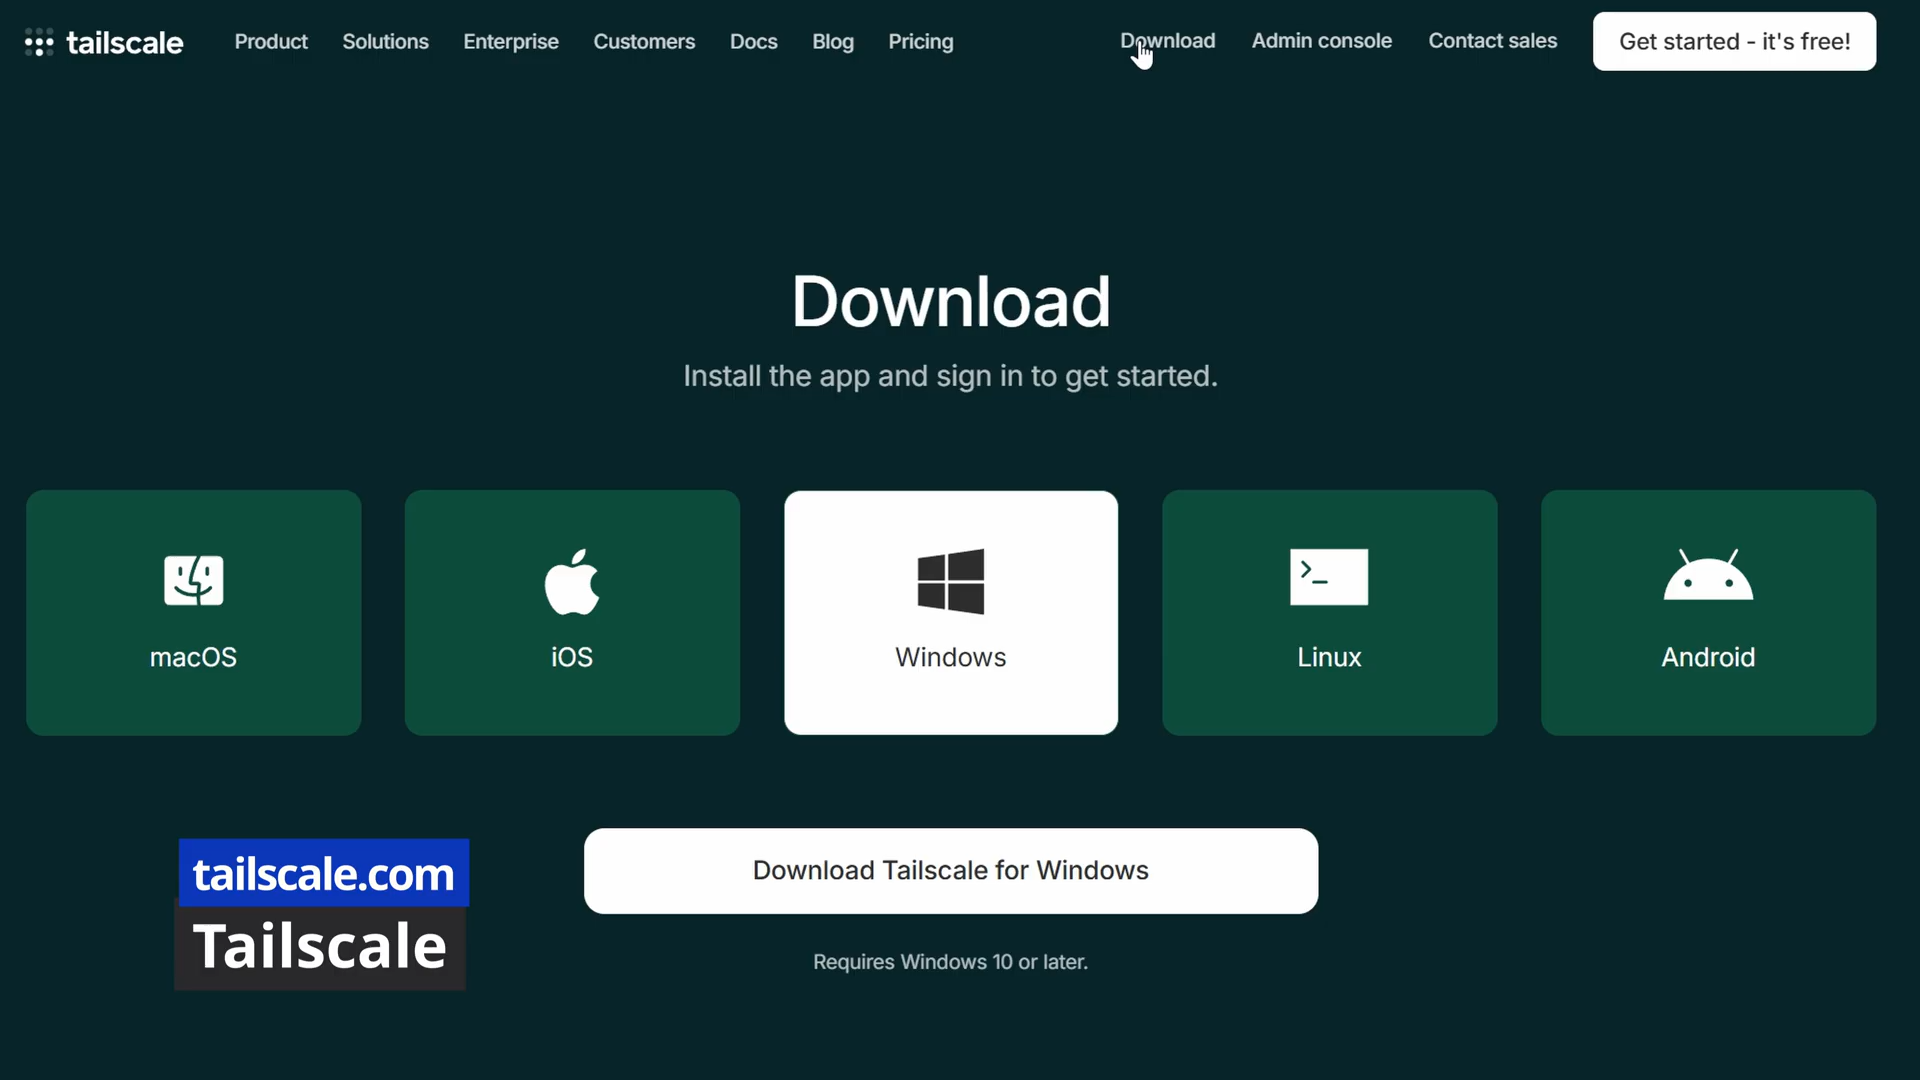 tailscale
Product Solutions Enterprise Customers Docs Blog Pricing Download Admin console Contact sales Get started - it's free!
Download
Install the app and sign in to get started.
macOS iOS Windows Linux Android
Download Tailscale for Windows
Requires Windows 10 or later.
tailscale.com
Tailscale